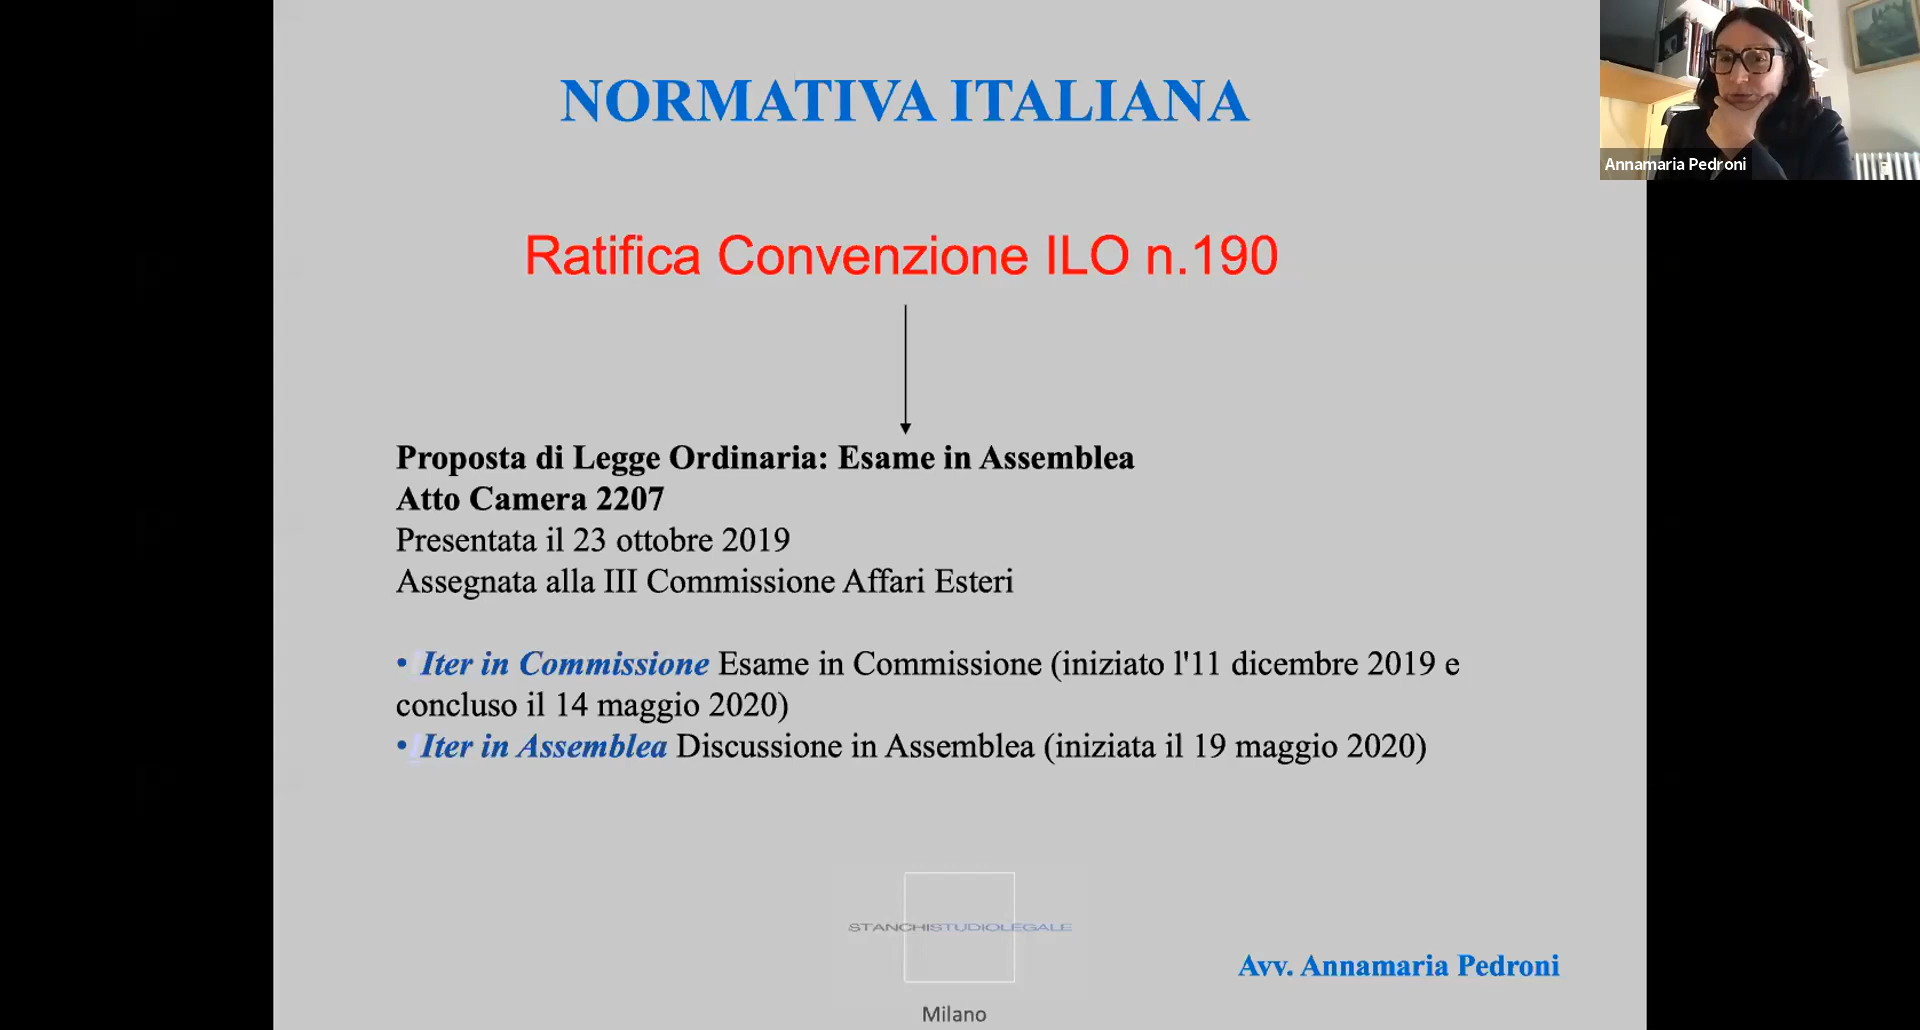 NORMATIVA ITALIANA
Annamaria Pedroni
Ratifica Convenzione ILO n.190
Proposta di Legge Ordinaria: Esame in Assemblea
Atto Camera 2207
Presentata il 23 ottobre 2019
Assegnata alla III Commissione Affari Esteri
• Iter in Commissione Esame in Commissione (iniziato l'11 dicembre 2019 e
concluso il 14 maggio 2020)
• Iter in Assemblea Discussione in Assemblea (iniziata il 19 maggio 2020)
STANCHISTUDIOLEGALE
Avv. Annamaria Pedroni
Milano